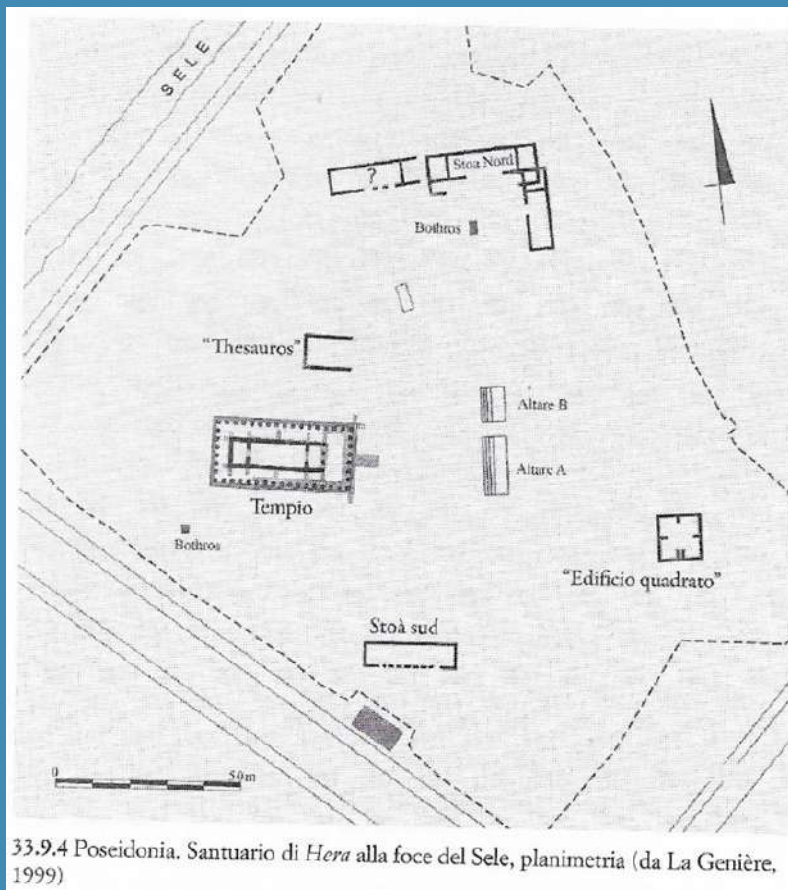 SELE
?
Stoa Nord
Bothros
"Thesauros"
Altare B
Altare A
Tempio
Bothros
"Edificio quadrato"
Stoà sud
0
50m
33.9.4 Poseidonia. Santuario di Hera alla foce del Sele, planimetria (da La Genière,
1999)